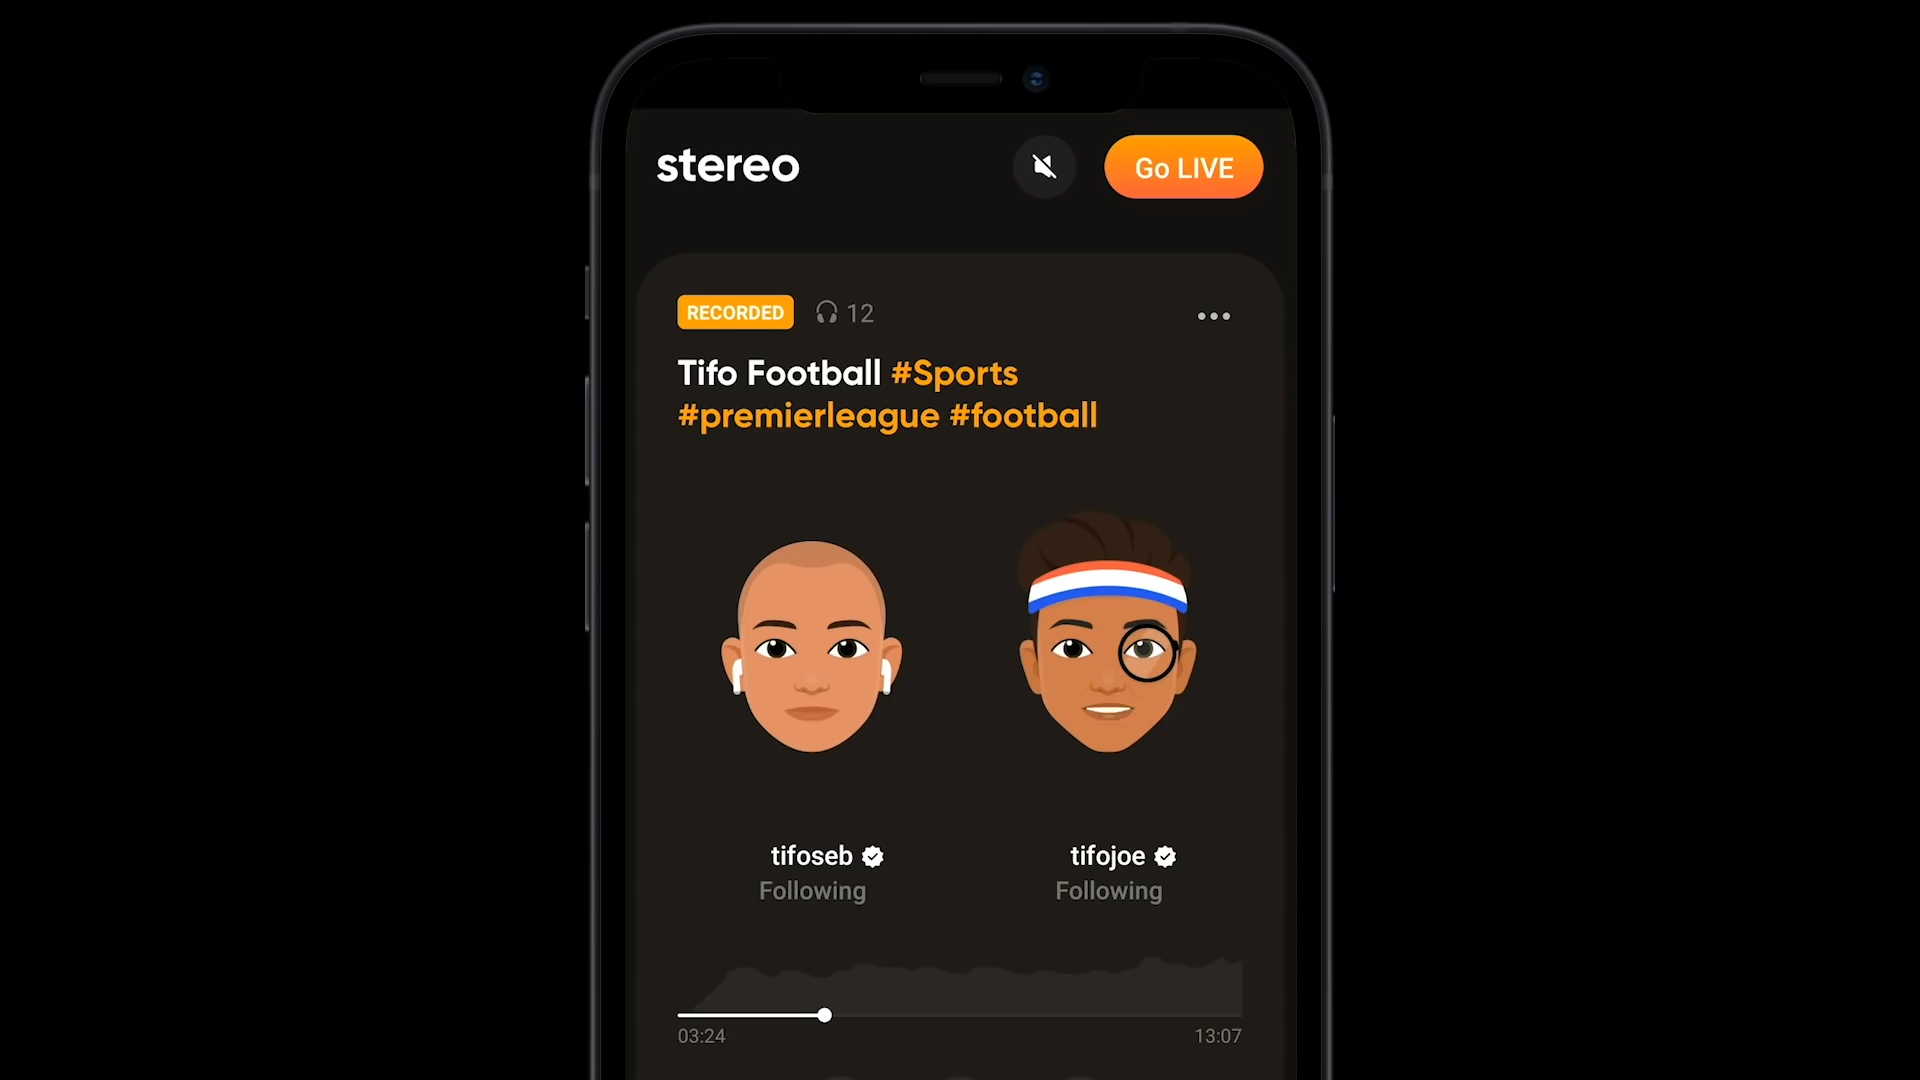 stereo
Go LIVE
RECORDED 12
Tifo Football #Sports
#premierleague #football
tifoseb tifojoe
Following Following
03:24 13:07